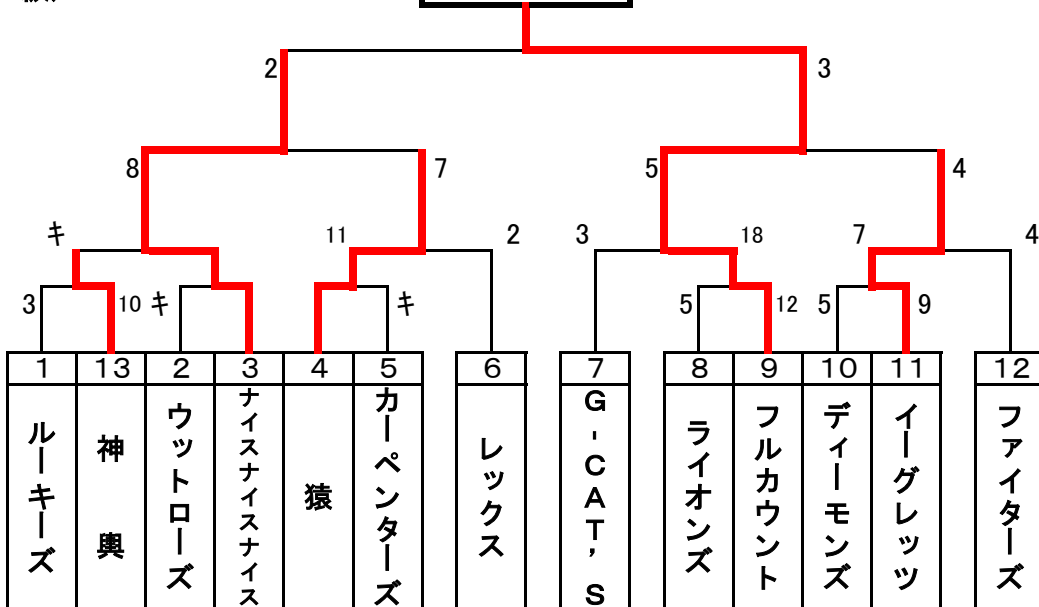 2 3
8 7 5 4
キ 11 2 3 18 7 4
3 10 キ キ 5 12 5 9
1 13 2 3 4 5 6 7 8 9 10 11 12
ルーキーズ
神輿
ウットローズ
ナイスナイスナイス
猿
カーペンターズ
レックス
G-CAT'S
ライオンズ
フルカウント
ディーモンズ
イーグレッツ
ファイターズ